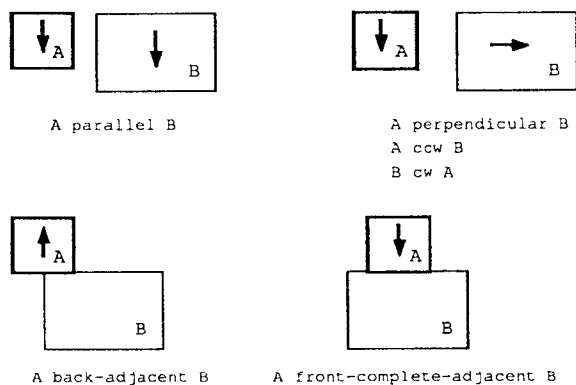 A
B
A
B
A parallel B
A perpendicular B
A ccw B
B cw A
A
B
A
B
A back-adjacent B
A front-complete-adjacent B